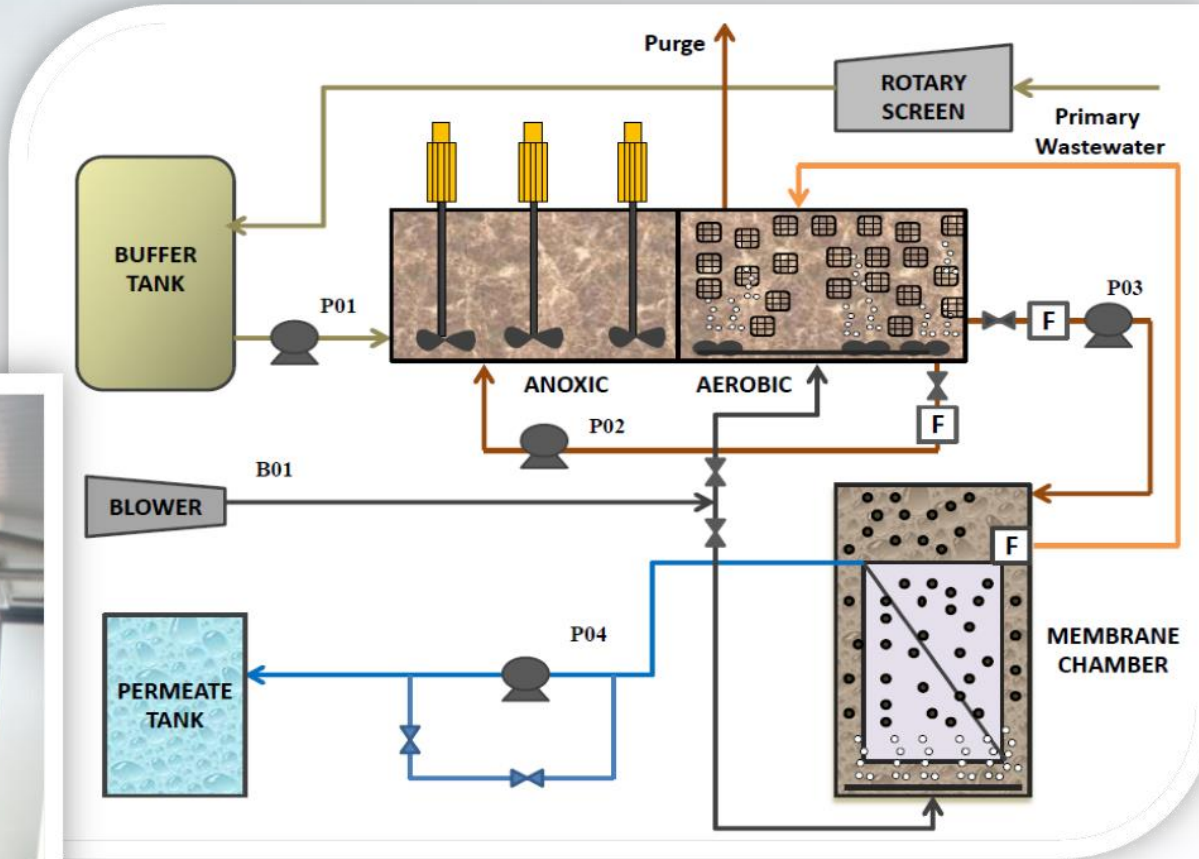 Purge
ROTARY
SCREEN
Primary
Wastewater
BUFFER
TANK
P01
P03
F
ANOXIC
AEROBIC
P02
F
B01
BLOWER
F
P04
MEMBRANE
CHAMBER
PERMEATE
TANK